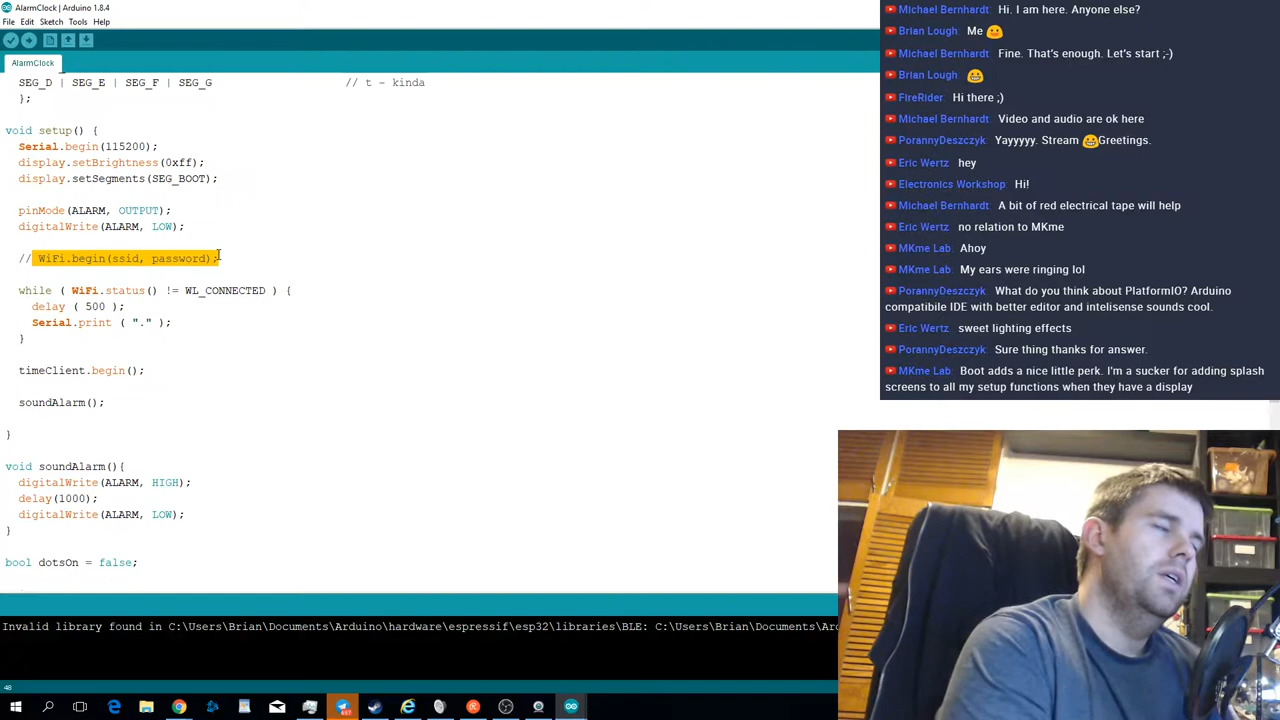 AlarmClock | Arduino 1.8.4
File Edit Sketch Tools Help
AlarmClock
SEG_D | SEG_E | SEG_F | SEG_G // t - kinda
};
void setup() {
Serial.begin(115200);
display.setBrightness(0xff);
display.setSegments(SEG_BOOT);
pinMode(ALARM, OUTPUT);
digitalWrite(ALARM, LOW);
// WiFi.begin(ssid, password);
while ( WiFi.status() != WL_CONNECTED ) {
delay ( 500 );
Serial.print ( "." );
}
timeClient.begin();
soundAlarm();
}
void soundAlarm(){
digitalWrite(ALARM, HIGH);
delay(1000);
digitalWrite(ALARM, LOW);
}
bool dotsOn = false;
Invalid library found in C:\Users\Brian\Documents\Arduino\hardware\espressif\esp32\libraries\BLE: C:\Users\Brian\Documents\Ard
48
Michael Bernhardt: Hi. I am here. Anyone else?
Brian Lough: Me
Michael Bernhardt: Fine. That's enough. Let's start ;-)
Brian Lough:
FireRider: Hi there ;)
Michael Bernhardt: Video and audio are ok here
PorannyDeszczyk: Yayyyyy. Stream Greetings.
Eric Wertz: hey
Electronics Workshop: Hi!
Michael Bernhardt: A bit of red electrical tape will help
Eric Wertz: no relation to MKme
MKme Lab: Ahoy
MKme Lab: My ears were ringing lol
PorannyDeszczyk: What do you think about PlatformIO? Arduino
compatibile IDE with better editor and intelisense sounds cool.
Eric Wertz: sweet lighting effects
PorannyDeszczyk: Sure thing thanks for answer.
MKme Lab: Boot adds a nice little perk. I'm a sucker for adding splash
screens to all my setup functions when they have a display